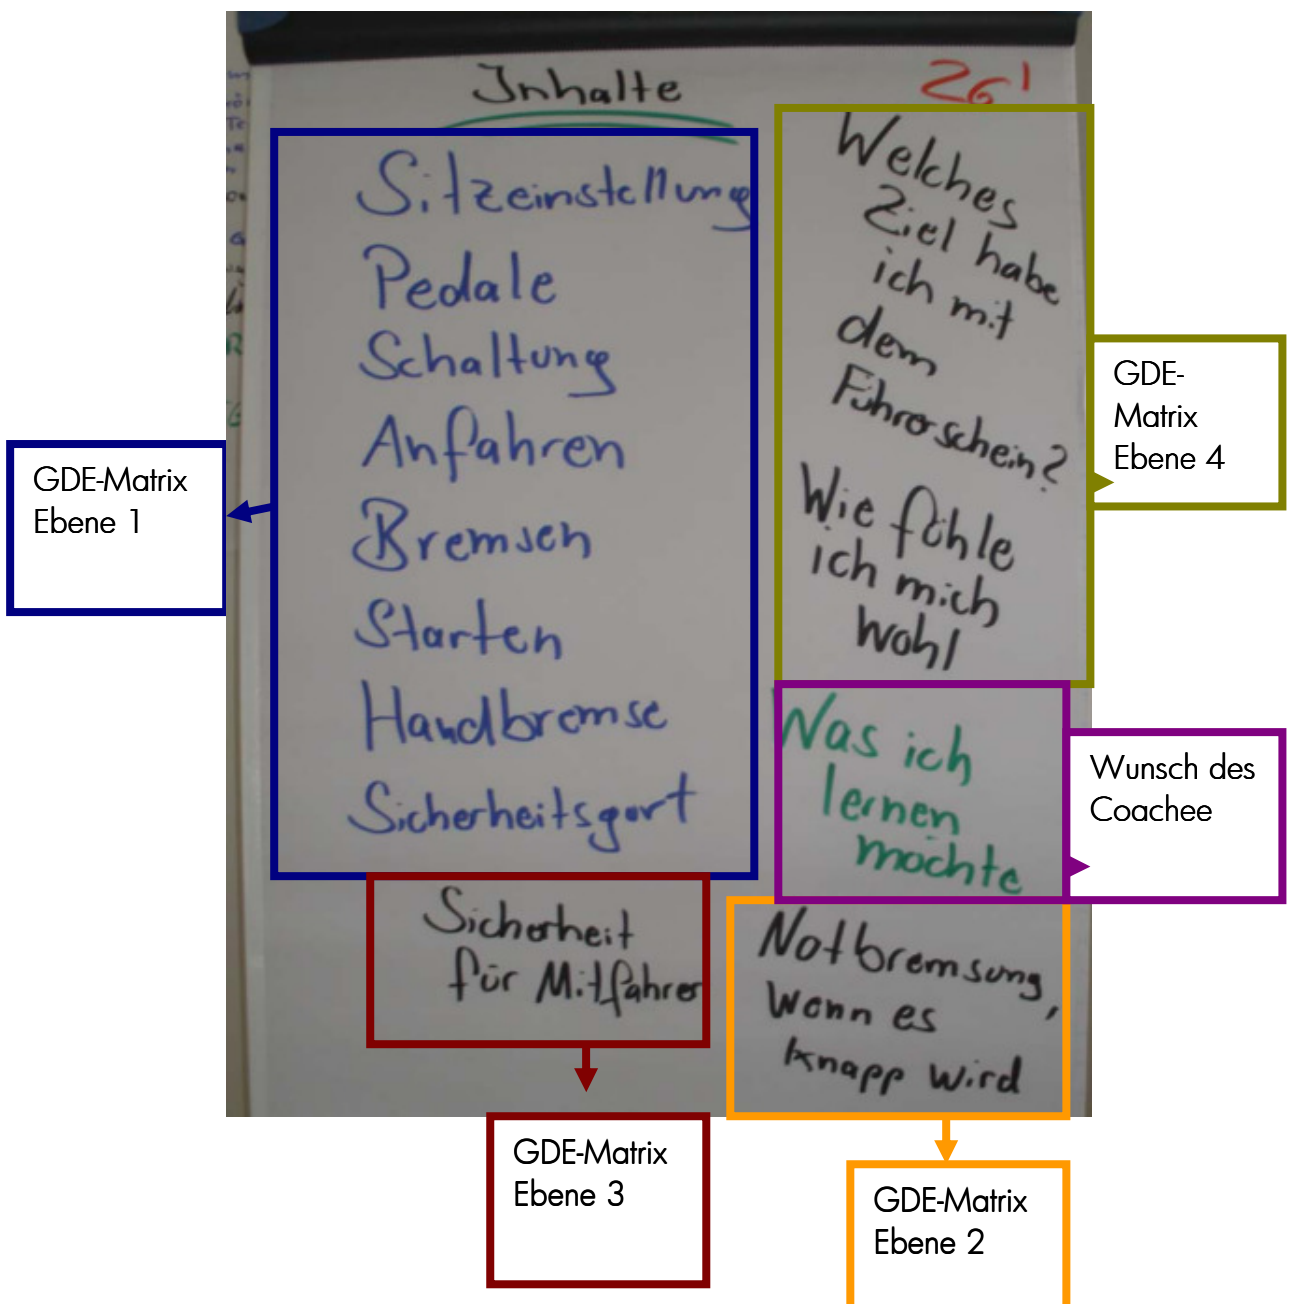 Inhalte
26'
Sitzeinstellung
Pedale
Schaltung
Anfahren
Bremsen
Starten
Handbremse
Sicherheitsgurt
Sicherheit
für Mitfahrer
Welches
Ziel habe
ich mit
dem
Führerschein?
Wie fühle
ich mich
wohl
Was ich
lernen
möchte
Notbremsung,
Wenn es
knapp wird
GDE-Matrix
Ebene 1
GDE-
Matrix
Ebene 4
Wunsch des
Coachee
GDE-Matrix
Ebene 3
GDE-Matrix
Ebene 2